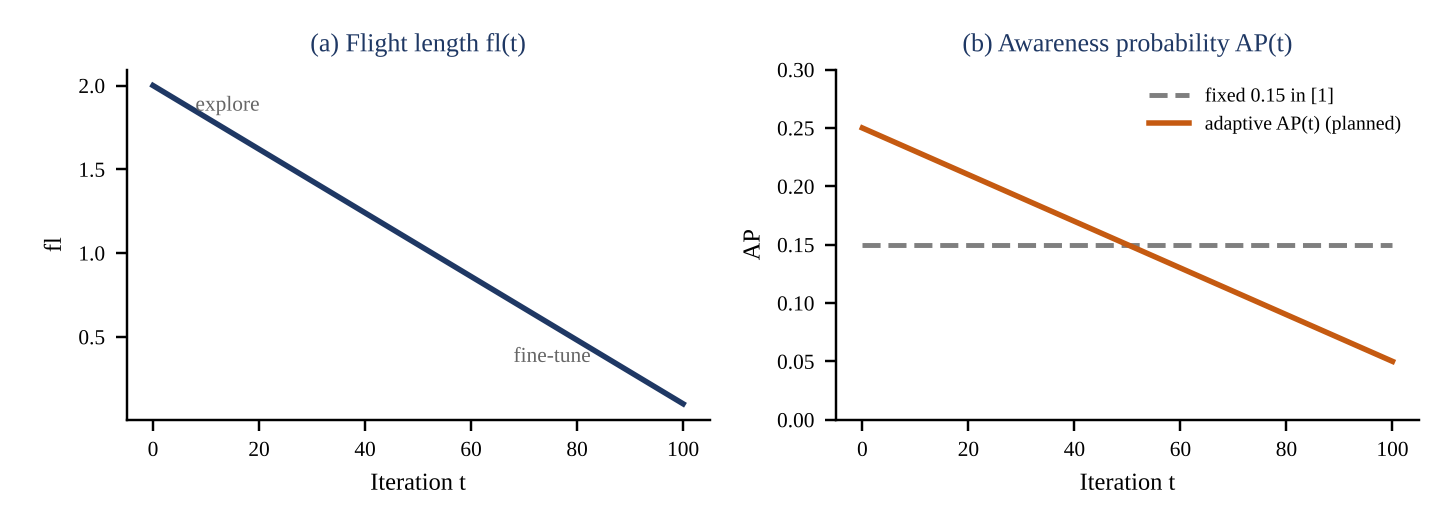 (a) Flight length fl(t)
2.0
1.5
1.0
0.5
fl
explore
fine-tune
0 20 40 60 80 100
Iteration t
(b) Awareness probability AP(t)
0.30
0.25
0.20
0.15
0.10
0.05
0.00
AP
fixed 0.15 in [1]
adaptive AP(t) (planned)
0 20 40 60 80 100
Iteration t